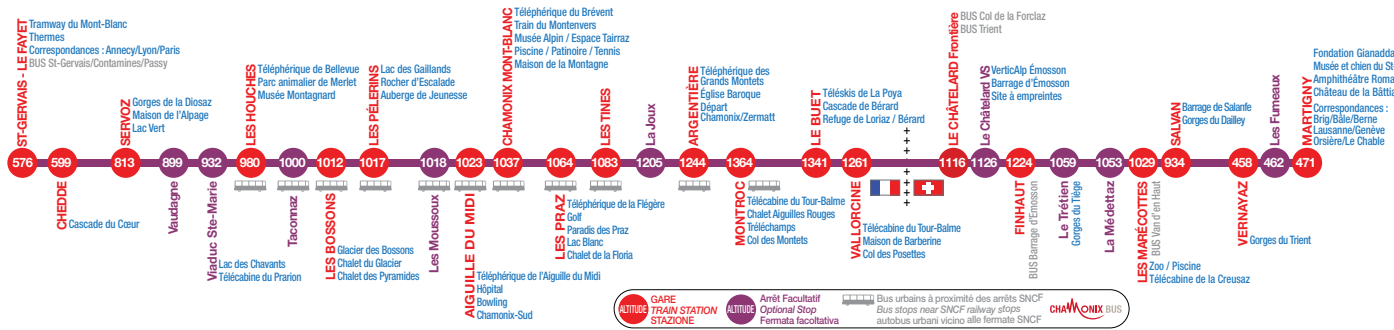 ST-GERVAIS - LE FAYET
Tramway du Mont-Blanc
Thermes
Correspondances : Annecy/Lyon/Paris
BUS St-Gervais/Contamines/Passy
576
599
CHEDDE
Cascade du Cœur
SERVOZ
Gorges de la Diosaz
Maison de l'Alpage
Lac Vert
813
899
Vaudagne
932
Viaduc Ste-Marie
Lac des Chavants
Télécabine du Prarion
LES HOUCHES
Téléphérique de Bellevue
Parc animalier de Merlet
Musée Montagnard
980
1000
Taconnaz
1012
LES BOSSONS
Glacier des Bossons
Chalet du Glacier
Chalet des Pyramides
LES PÉLERINS
Lac des Gaillands
Rocher d'Escalade
Auberge de Jeunesse
1017
1018
Les Moussoux
1023
AIGUILLE DU MIDI
Téléphérique de l'Aiguille du Midi
Hôpital
Bowling
Chamonix-Sud
CHAMONIX MONT-BLANC
Téléphérique du Brévent
Train du Montenvers
Musée Alpin / Espace Tairraz
Piscine / Patinoire / Tennis
Maison de la Montagne
1037
1064
LES PRAZ
Téléphérique de la Flégère
Golf
Paradis des Praz
Lac Blanc
Chalet de la Floria
LES TINES
1083
La Joux
1205
ARGENTIÈRE
Téléphérique des
Grands Montets
Église Baroque
Départ
Chamonix/Zermatt
1244
1364
MONTROC
Télécabine du Tour-Balme
Chalet Aiguilles Rouges
Tréléchamps
Col des Montets
LE BUET
Téléskis de La Poya
Cascade de Bérard
Refuge de Loriaz / Bérard
1341
1261
VALLORCINE
Télécabine du Tour-Balme
Maison de Barberine
Col des Posettes
LE CHÂTELARD Frontière
BUS Col de la Forclaz
BUS Trient
1116
Le Châtelard VS
VerticAlp Émosson
Barrage d'Émosson
Site à empreintes
1126
1224
FINHAUT
BUS Barrage d'Emosson
1059
Le Trétien
Gorges du Tiège
1053
La Médettaz
1029
LES MARÉCOTTES
BUS Van d'en Haut
Zoo / Piscine
Télécabine de la Creusaz
SALVAN
Barrage de Salanfe
Gorges du Dailley
934
458
VERNAYAZ
Gorges du Trient
Les Fumeaux
462
MARTIGNY
Fondation Gianadda
Musée et chien du St
Amphithéâtre Roma
Château de la Bâttia
Correspondances :
Brig/Bâle/Berne
Lausanne/Genève
Orsière/Le Chable
471
ALTITUDE
GARE
TRAIN STATION
STAZIONE
ALTITUDE
Arrêt Facultatif
Optional Stop
Fermata facoltativa
Bus urbains à proximité des arrêts SNCF
Bus stops near SNCF railway stops
autobus urbani vicino alle fermate SNCF
CHAMONIX BUS